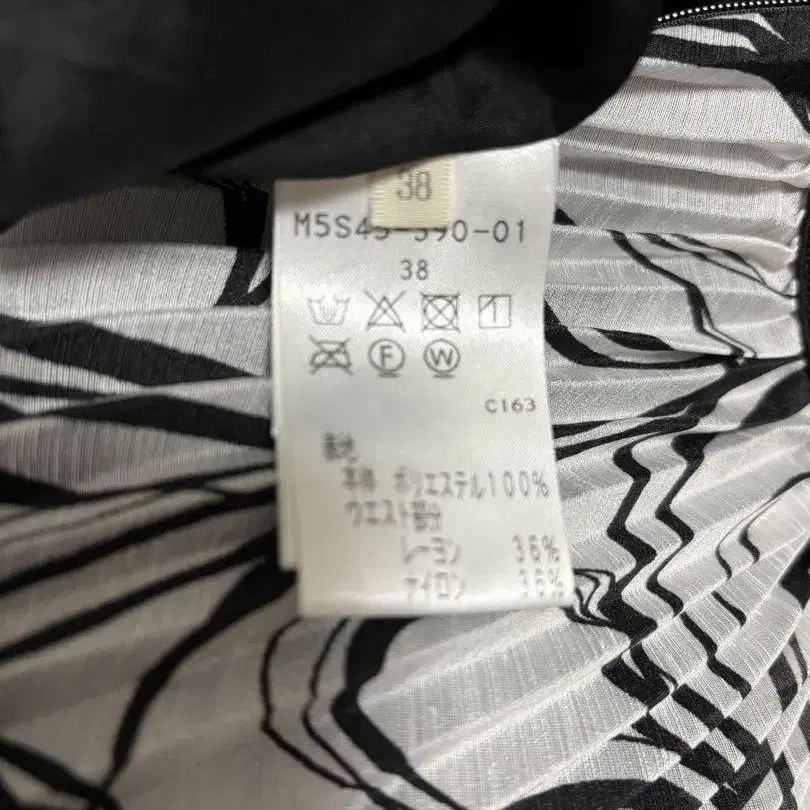 38
M5S45-390-01
38
1
F W
C163
表地
本体 ポリエステル100%
ウエスト部分
レーヨン 36%
ナイロン 36%